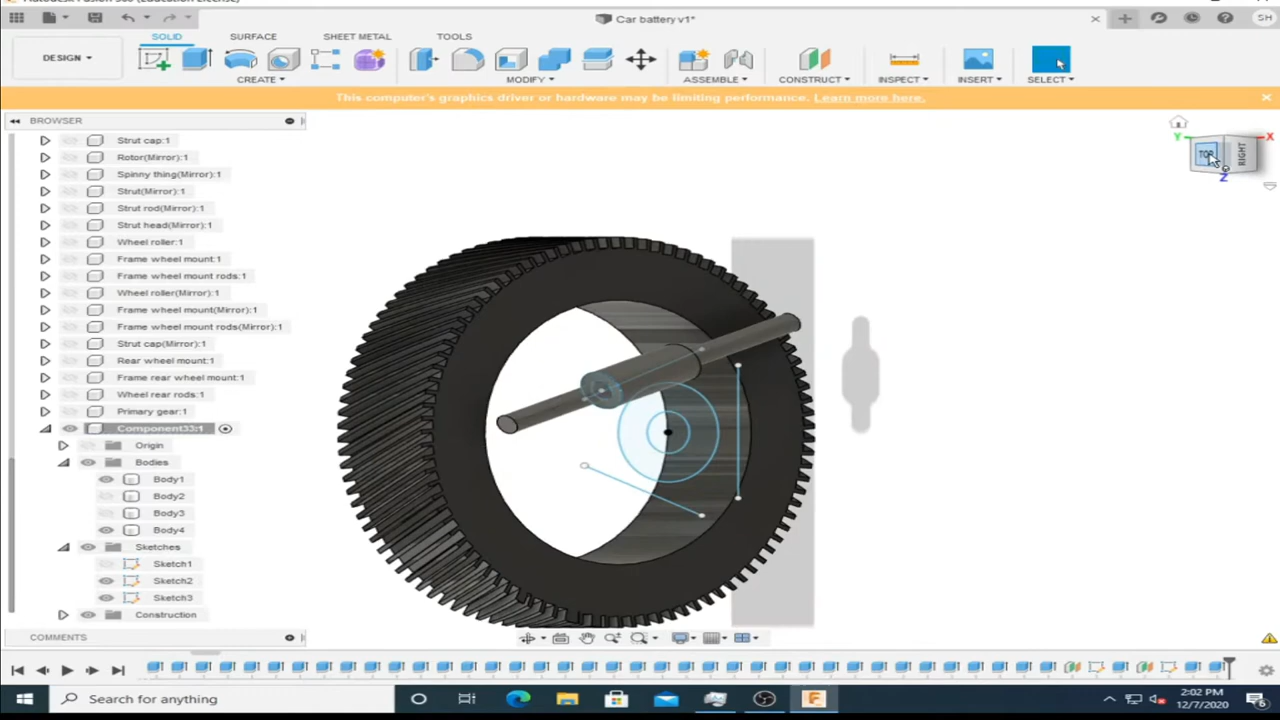 Autodesk Fusion 360 (Education License)
Car battery v1*
SH
DESIGN
SOLID
SURFACE
SHEET METAL
TOOLS
CREATE
MODIFY
ASSEMBLE
CONSTRUCT
INSPECT
INSERT
SELECT
This computer's graphics driver or hardware may be limiting performance. Learn more here.
BROWSER
Strut cap:1
Rotor(Mirror):1
Spinny thing(Mirror):1
Strut(Mirror):1
Strut rod(Mirror):1
Strut head(Mirror):1
Wheel roller:1
Frame wheel mount:1
Frame wheel mount rods:1
Wheel roller(Mirror):1
Frame wheel mount(Mirror):1
Frame wheel mount rods(Mirror):1
Strut cap(Mirror):1
Rear wheel mount:1
Frame rear wheel mount:1
Wheel rear rods:1
Primary gear:1
Component33:1
Origin
Bodies
Body1
Body2
Body3
Body4
Sketches
Sketch1
Sketch2
Sketch3
Construction
Y
X
TOP
RIGHT
Z
COMMENTS
Search for anything
F
2:02 PM
12/7/2020